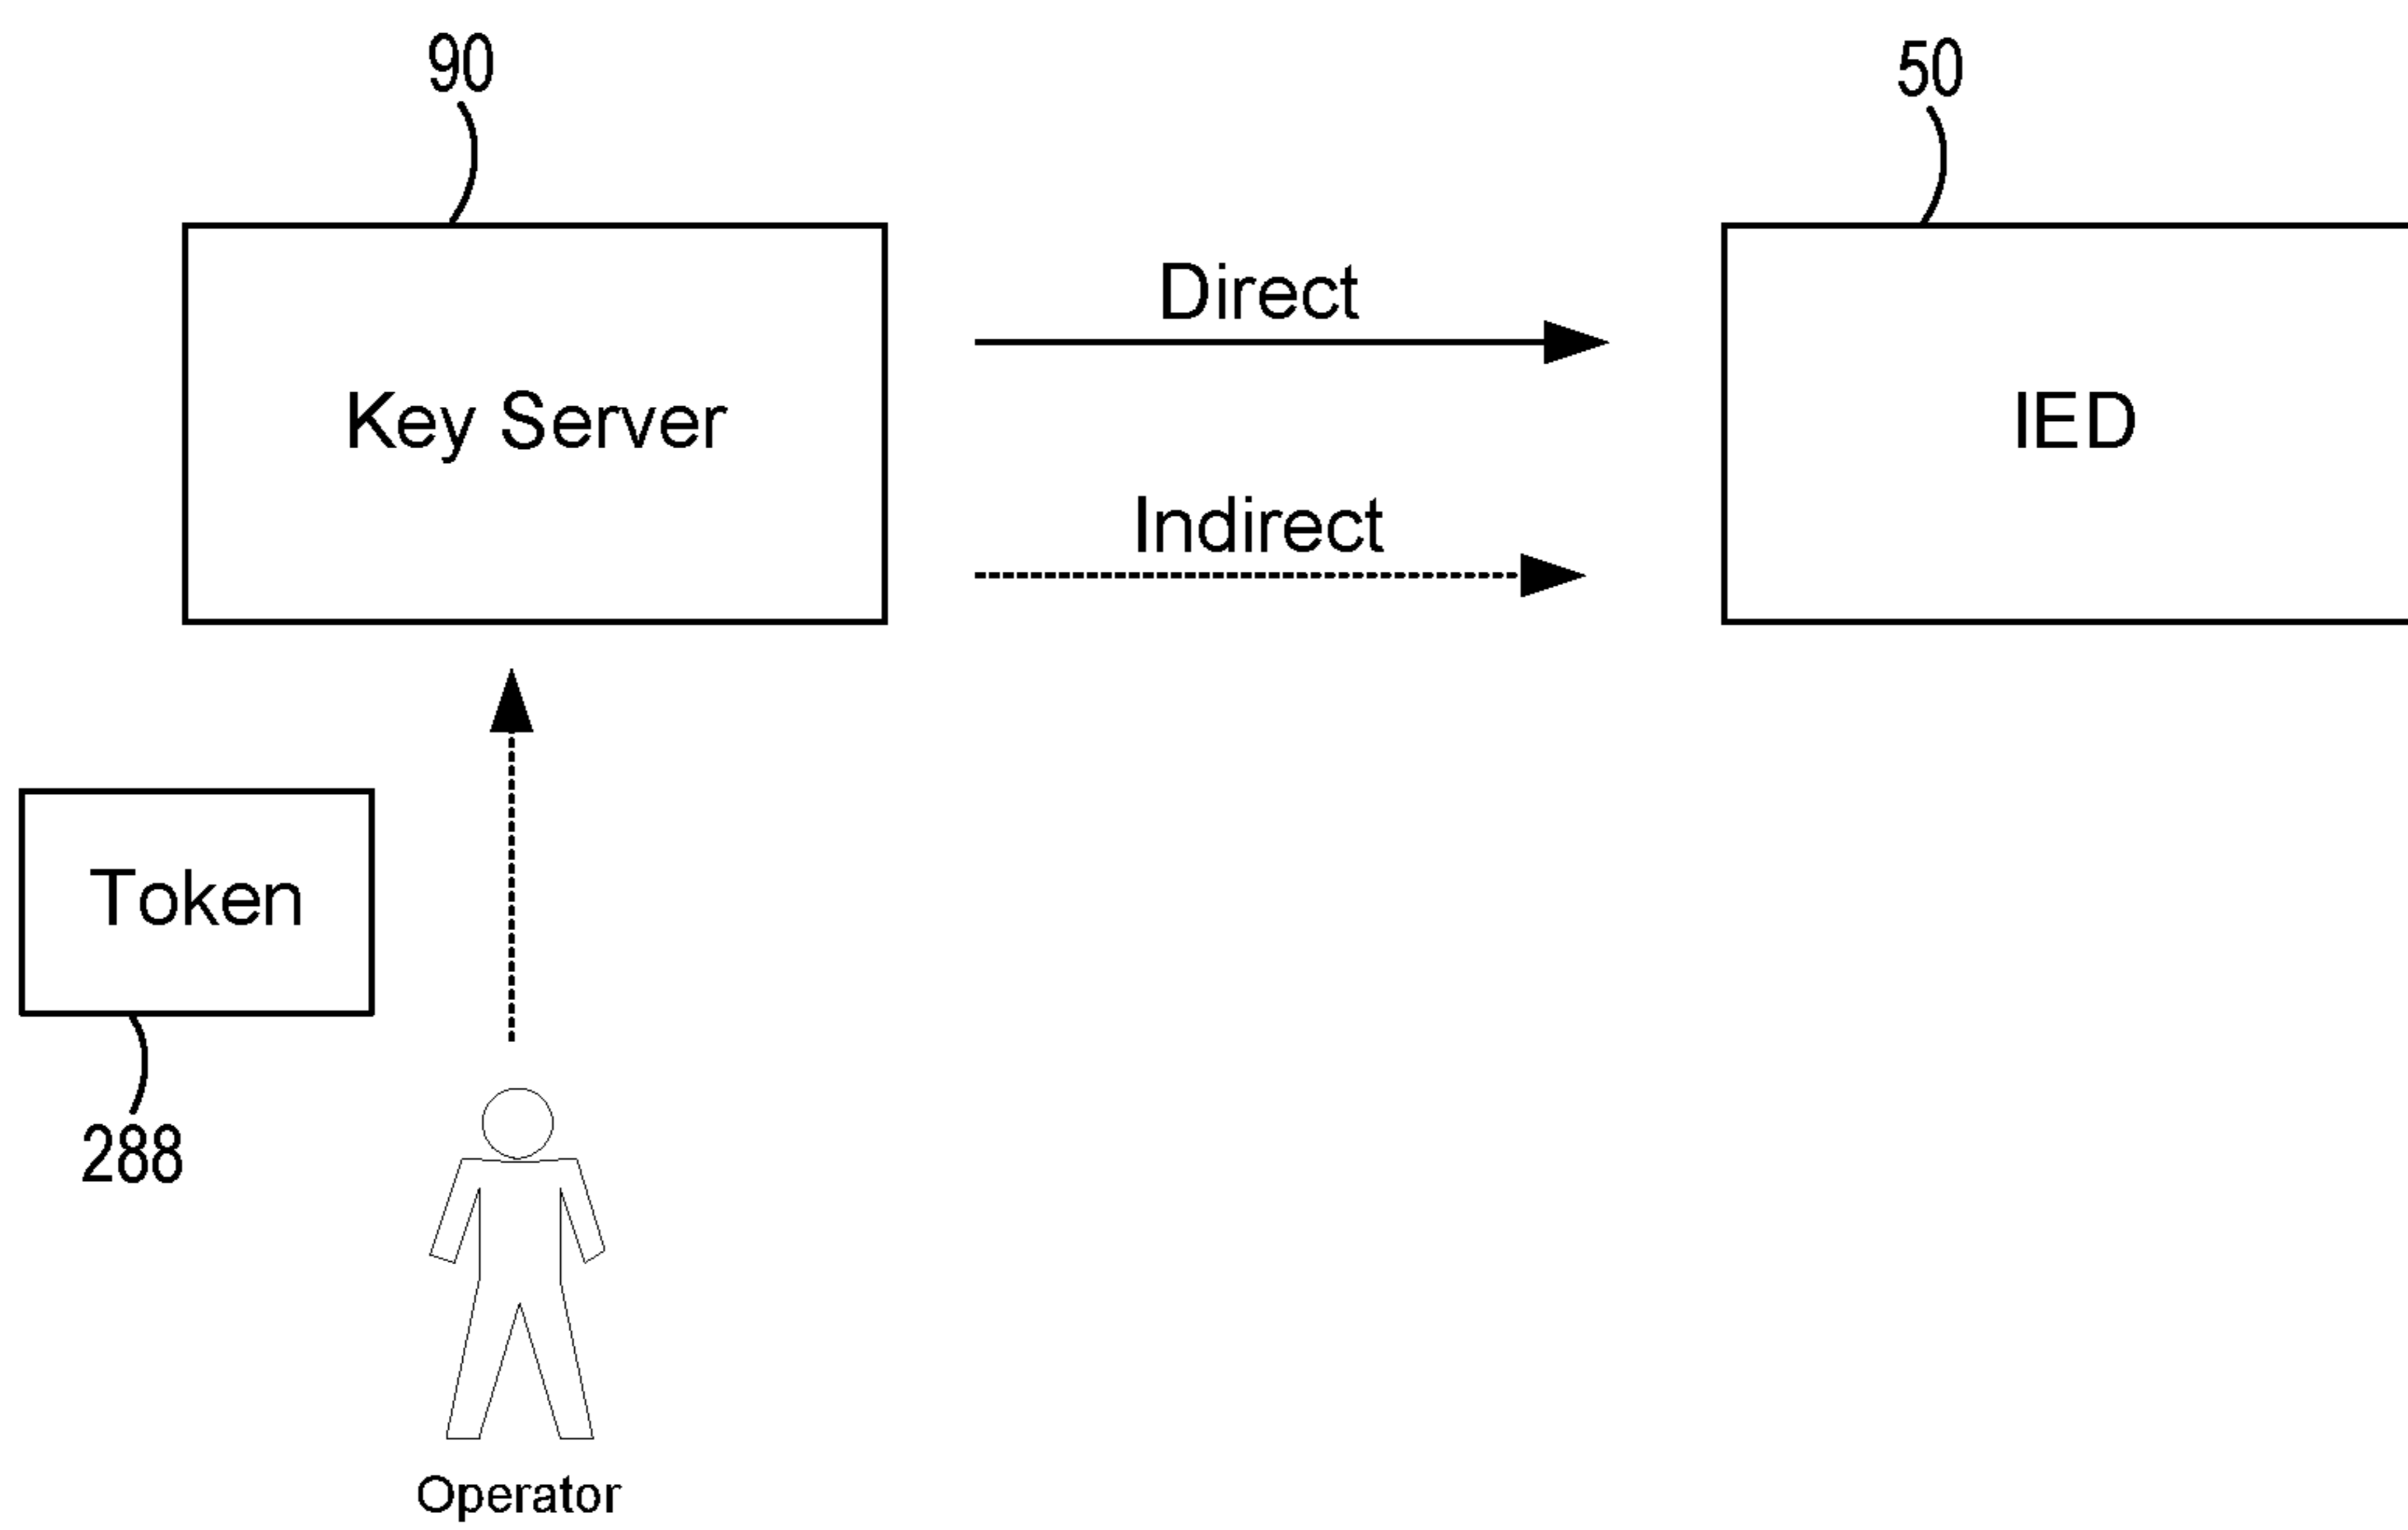 90
50
Direct
Key Server
IED
Indirect
Token
288
Operator